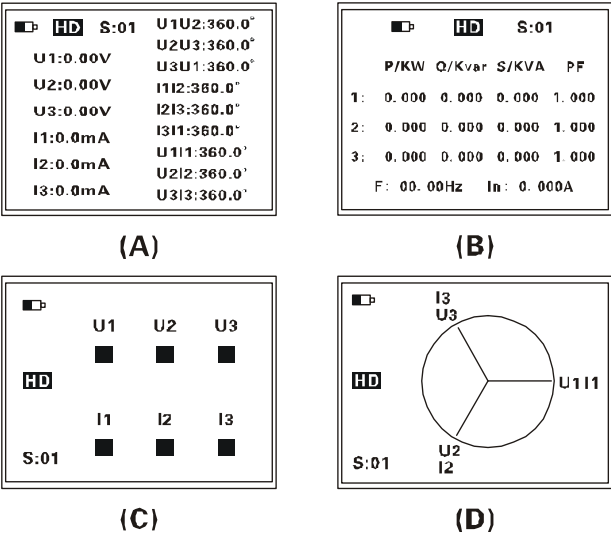 HD S:01
U1:0.00V
U2:0.00V
U3:0.00V
I1:0.0mA
I2:0.0mA
I3:0.0mA
U1U2:360.0°
U2U3:360.0°
U3U1:360.0°
I1I2:360.0°
I2I3:360.0°
I3I1:360.0°
U1I1:360.0°
U2I2:360.0°
U3I3:360.0°
(A)
HD S:01
P/KW Q/Kvar S/KVA PF
1: 0.000 0.000 0.000 1.000
2: 0.000 0.000 0.000 1.000
3: 0.000 0.000 0.000 1.000
F: 00.00Hz In: 0.000A
(B)
U1 U2 U3
HD
I1 I2 I3
S:01
(C)
I3
U3
HD
U1I1
U2
I2
S:01
(D)